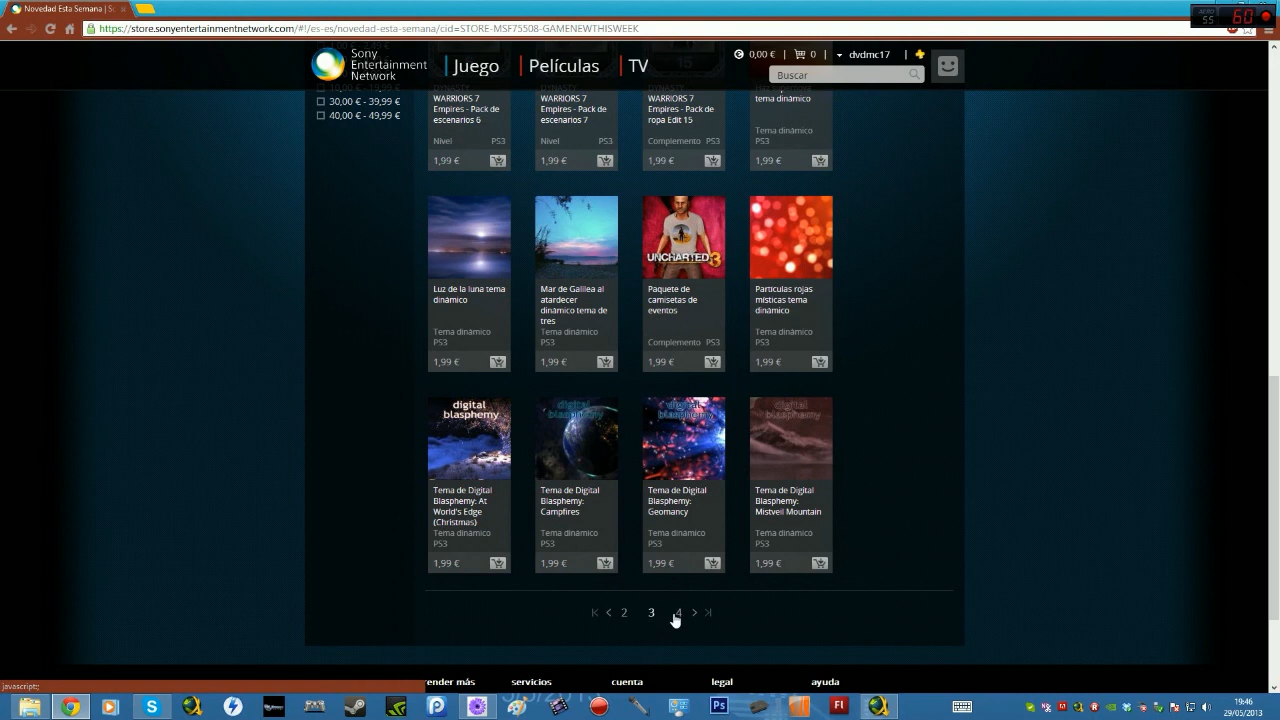 Novedad Esta Semana | S
55
60
https://store.sonyentertainmentnetwork.com/#!/es-es/novedad-esta-semana/cid=STORE-MSF75508-GAMENEWTHISWEEK
Sony
Entertainment
Network
Juego
Películas
TV
0,00 €
0
dvdmc17
Buscar
30,00 € - 39,99 €
40,00 € - 49,99 €
WARRIORS 7
Empires - Pack de
escenarios 6
Nivel PS3
1,99 €
WARRIORS 7
Empires - Pack de
escenarios 7
Nivel PS3
1,99 €
WARRIORS 7
Empires - Pack de
ropa Edit 15
Complemento PS3
1,99 €
tema dinámico
Tema dinámico
PS3
1,99 €
UNCHARTED 3
Luz de la luna tema
dinámico
Tema dinámico
PS3
1,99 €
Mar de Galilea al
atardecer
dinámico tema de
tres
Tema dinámico
PS3
1,99 €
Paquete de
camisetas de
eventos
Complemento PS3
1,99 €
Partículas rojas
místicas tema
dinámico
Tema dinámico
PS3
1,99 €
digital
blasphemy
digital
blasphemy
digital
blasphemy
digital
blasphemy
Tema de Digital
Blasphemy: At
World's Edge
(Christmas)
Tema dinámico
PS3
1,99 €
Tema de Digital
Blasphemy:
Campfires
Tema dinámico
PS3
1,99 €
Tema de Digital
Blasphemy:
Geomancy
Tema dinámico
PS3
1,99 €
Tema de Digital
Blasphemy:
Mistveil Mountain
Tema dinámico
PS3
1,99 €
2 3 4
javascript:;
render más
servicios
cuenta
legal
ayuda
Ps
Fl
19:46
29/05/2013